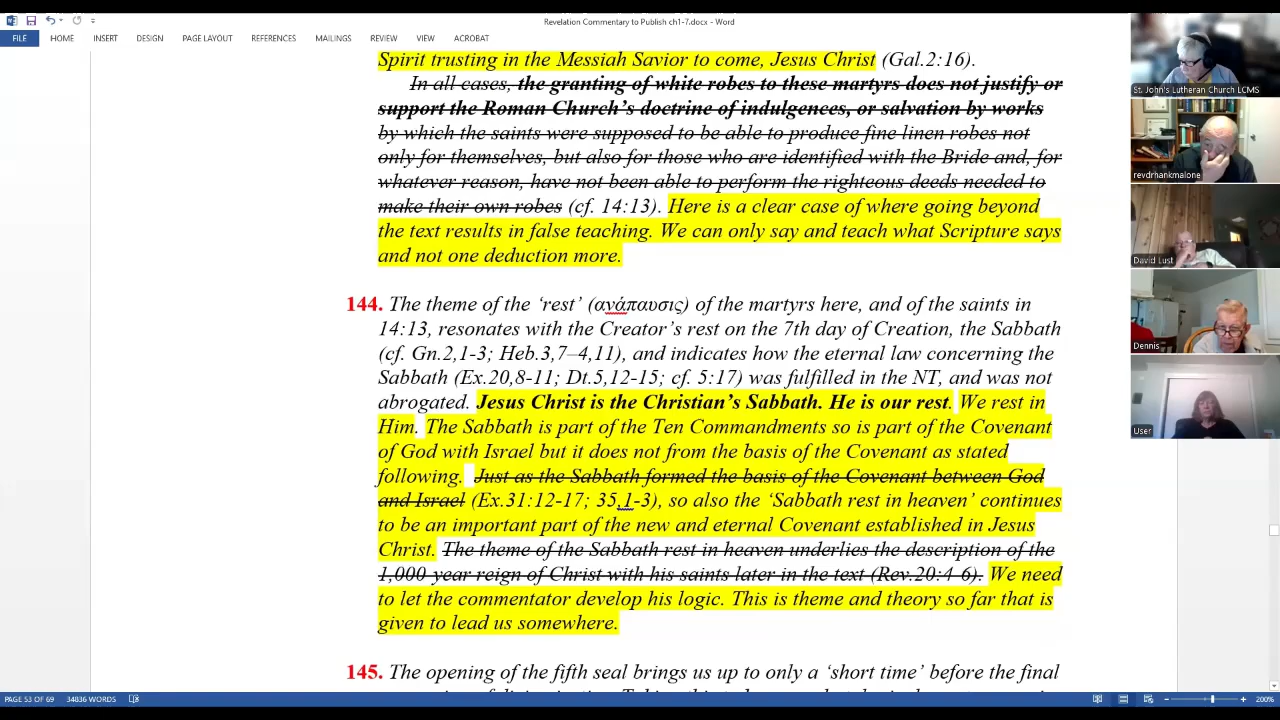 Revelation Commentary to Publish ch1-7.docx - Word
FILE HOME INSERT DESIGN PAGE LAYOUT REFERENCES MAILINGS REVIEW VIEW ACROBAT
Spirit trusting in the Messiah Savior to come, Jesus Christ (Gal.2:16).
In all cases, the granting of white robes to these martyrs does not justify or
support the Roman Church's doctrine of indulgences, or salvation by works
by which the saints were supposed to be able to produce fine linen robes not
only for themselves, but also for those who are identified with the Bride and, for
whatever reason, have not been able to perform the righteous deeds needed to
make their own robes (cf. 14:13). Here is a clear case of where going beyond
the text results in false teaching. We can only say and teach what Scripture says
and not one deduction more.
144. The theme of the 'rest' (ανάπαυσις) of the martyrs here, and of the saints in
14:13, resonates with the Creator's rest on the 7th day of Creation, the Sabbath
(cf. Gn.2,1-3; Heb.3,7–4,11), and indicates how the eternal law concerning the
Sabbath (Ex.20,8-11; Dt.5,12-15; cf. 5:17) was fulfilled in the NT, and was not
abrogated. Jesus Christ is the Christian's Sabbath. He is our rest. We rest in
Him. The Sabbath is part of the Ten Commandments so is part of the Covenant
of God with Israel but it does not from the basis of the Covenant as stated
following. Just as the Sabbath formed the basis of the Covenant between God
and Israel (Ex.31:12-17; 35,1-3), so also the 'Sabbath rest in heaven' continues
to be an important part of the new and eternal Covenant established in Jesus
Christ. The theme of the Sabbath rest in heaven underlies the description of the
1,000 year reign of Christ with his saints later in the text (Rev.20:4-6). We need
to let the commentator develop his logic. This is theme and theory so far that is
given to lead us somewhere.
145. The opening of the fifth seal brings us up to only a 'short time' before the final
PAGE 53 OF 69 34836 WORDS
200%
St. John's Lutheran Church LCMS
revdrhankmalone
David Lust
Dennis
User